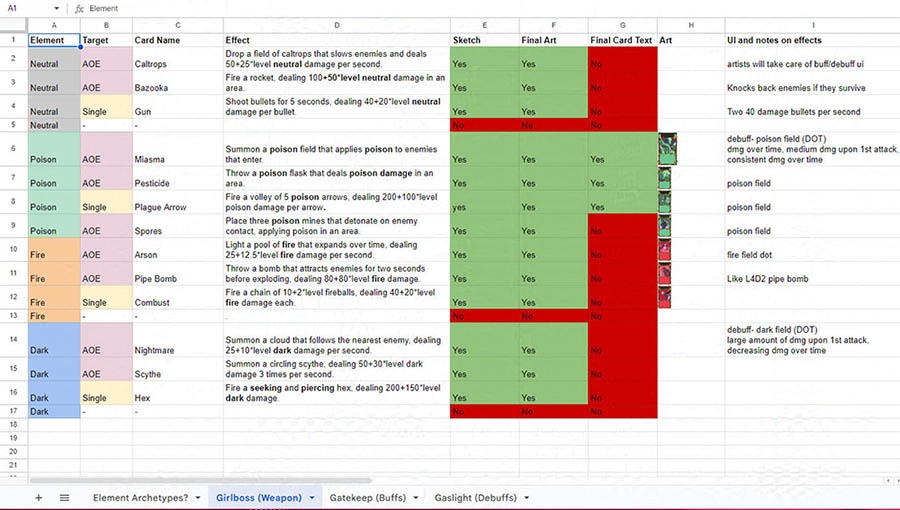 A1 fx Element
A B C D E F G H I
1 Element Target Card Name Effect Sketch Final Art Final Card Text Art UI and notes on effects
Drop a field of caltrops that slows enemies and deals
2 Neutral AOE Caltrops 50+25*level neutral damage per second. Yes Yes No artists will take care of buff/debuff ui
Fire a rocket, dealing 100+50*level neutral damage in an
3 Neutral AOE Bazooka area. Yes Yes No Knocks back enemies if they survive
Shoot bullets for 5 seconds, dealing 40+20*level neutral
4 Neutral Single Gun damage per bullet. Yes Yes No Two 40 damage bullets per second
5 Neutral - - No No No
debuff- poison field (DOT)
Summon a poison field that applies poison to enemies dmg over time, medium dmg upon 1st attack,
6 Poison AOE Miasma that enter. Yes Yes Yes consistent dmg over time
Throw a poison flask that deals poison damage in an
7 Poison AOE Pesticide area. Yes Yes Yes poison field
Fire a volley of 5 poison arrows, dealing 200+100*level
8 Poison Single Plague Arrow poison damage per arrow. yes Yes Yes poison field
Place three poison mines that detonate on enemy
9 Poison AOE Spores contact, applying poison in an area. Yes Yes No poison field
Light a pool of fire that expands over time, dealing
10 Fire AOE Arson 25+12.5*level fire damage per second. Yes Yes No fire field dot
Throw a bomb that attracts enemies for two seconds
11 Fire AOE Pipe Bomb before exploding, dealing 80+80*level fire damage. Yes Yes No Like L4D2 pipe bomb
Fire a chain of 10+2*level fireballs, dealing 40+20*level
12 Fire Single Combust fire damage each. Yes Yes No
13 Fire - - . No No No
debuff- dark field (DOT)
Summon a cloud that follows the nearest enemy, dealing large amount of dmg upon 1st attack,
14 Dark AOE Nightmare 25+10*level dark damage per second. Yes Yes No decreasing dmg over time
Summon a circling scythe, dealing 50+30*level dark
15 Dark AOE Scythe damage 3 times per second. Yes Yes No
Fire a seeking and piercing hex, dealing 200+150*level
16 Dark Single Hex dark damage. Yes Yes No
17 Dark - - No No No
18
19
20
21
+ Element Archetypes? Girlboss (Weapon) Gatekeep (Buffs) Gaslight (Debuffs)